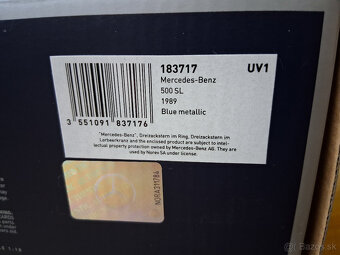 183717
UV1
Mercedes-Benz
500 SL
1989
Blue metallic
3 551091 837176
"Mercedes-Benz", Dreizackstern im Ring, Dreizackstern im
Lorbeerkranz and the enclosed product are subject to intel-
lectual property protection owned by Mercedes-Benz AG. They are
used by Norev SA under license.
NORA311784
bazos.sk